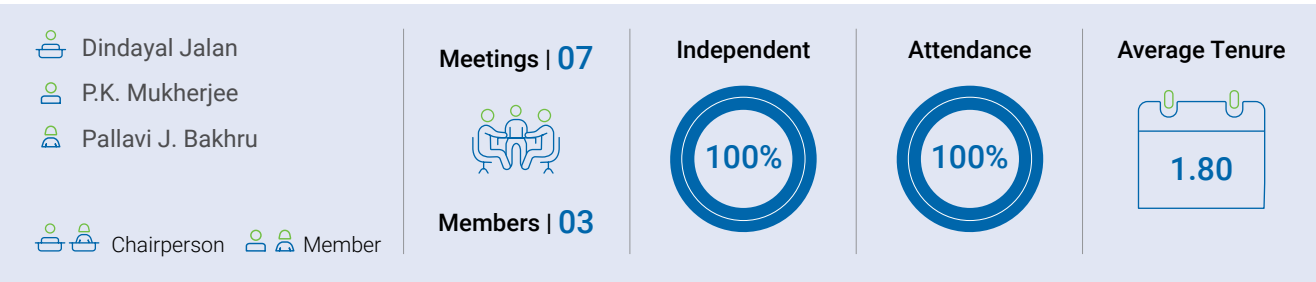 Dindayal Jalan
P.K. Mukherjee
Pallavi J. Bakhru
Chairperson Member
Meetings | 07
Members | 03
Independent
100%
Attendance
100%
Average Tenure
1.80